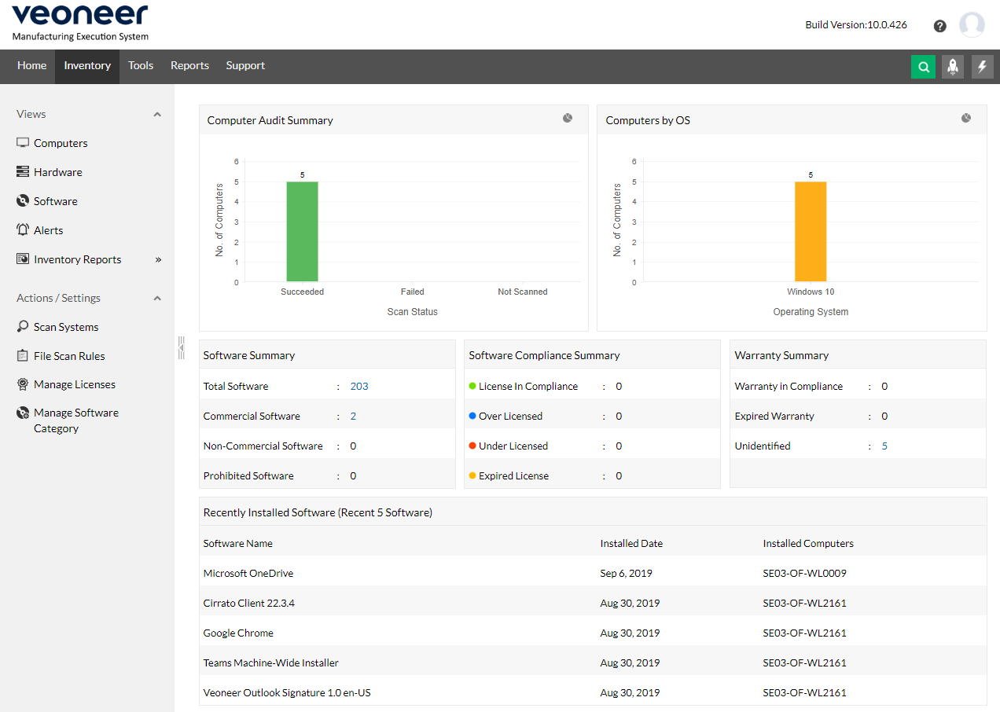 veoneer
Manufacturing Execution System
Build Version:10.0.426
?
Home Inventory Tools Reports Support
Views
Computers
Hardware
Software
Alerts
Inventory Reports »
Actions / Settings
Scan Systems
File Scan Rules
Manage Licenses
Manage Software
Category
Computer Audit Summary
No. of Computers
6
5
4
3
2
1
0
5
Succeeded Failed Not Scanned
Scan Status
Computers by OS
No. of Computers
6
5
4
3
2
1
0
5
Windows 10
Operating System
Software Summary
Total Software : 203
Commercial Software : 2
Non-Commercial Software : 0
Prohibited Software : 0
Software Compliance Summary
License In Compliance : 0
Over Licensed : 0
Under Licensed : 0
Expired License : 0
Warranty Summary
Warranty in Compliance : 0
Expired Warranty : 0
Unidentified : 5
Recently Installed Software (Recent 5 Software)
Software Name Installed Date Installed Computers
Microsoft OneDrive Sep 6, 2019 SE03-OF-WL0009
Cirrato Client 22.3.4 Aug 30, 2019 SE03-OF-WL2161
Google Chrome Aug 30, 2019 SE03-OF-WL2161
Teams Machine-Wide Installer Aug 30, 2019 SE03-OF-WL2161
Veoneer Outlook Signature 1.0 en-US Aug 30, 2019 SE03-OF-WL2161